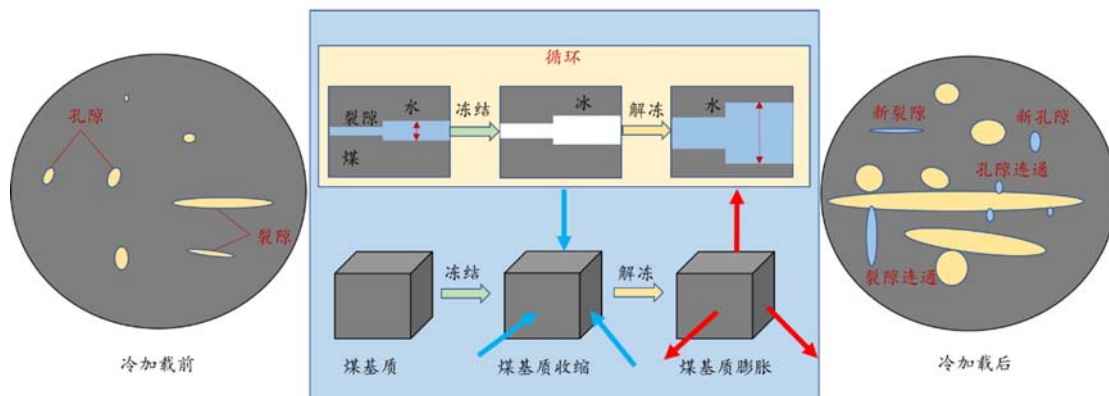 孔隙
裂隙
冷加载前
循环
裂隙
水
煤
冻结
冰
解冻
水
冻结
解冻
煤基质
煤基质收缩
煤基质膨胀
新裂隙
新孔隙
孔隙连通
裂隙连通
冷加载后